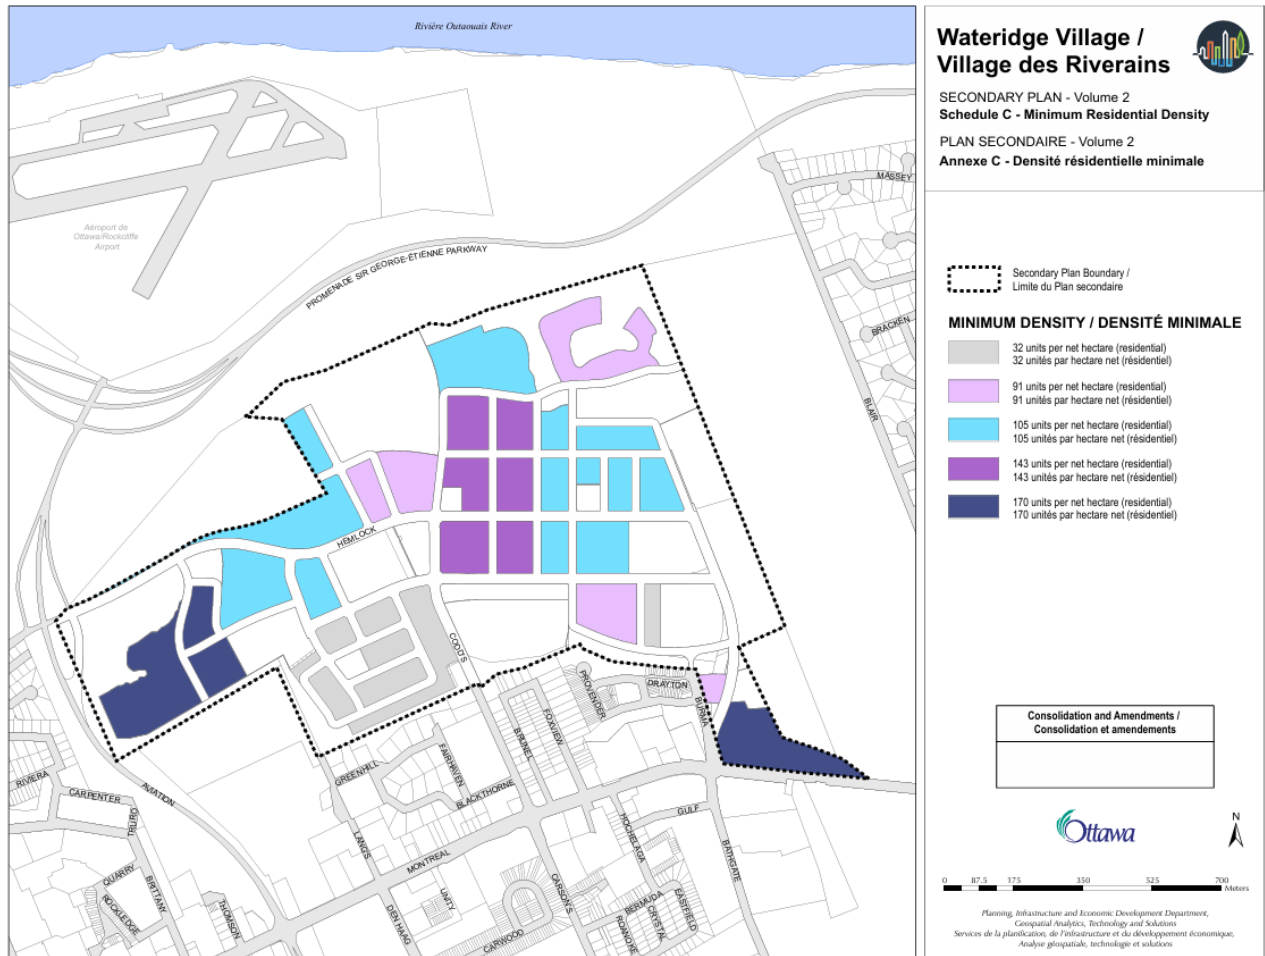 Rivière Outaouais River
Aéroport de
Ottawa/Rockcliffe
Airport
PROMENADE SIR GEORGE-ÉTIENNE PARKWAY
MASSEY
BRACKEN
BLAIR
HEMLOCK
CODD'S
PROVENDER
DRAYTON
BURMA
BRUNEL
FOXVIEW
FAIRHAVEN
GREENHILL
BLACKTHORNE
AVIATION
RIVIERA
CARPENTER
TRURO
QUARRY
ROCKLEDGE
BRITTANY
THOMSON
LANG'S
MONTREAL
DEN HAAG
UNITY
CARWOOD
CARSON'S
HOCHELAGA
GULF
BATHGATE
BERMUDA
ROANOKE
CRYSTAL
EASTFIELD
Wateridge Village /
Village des Riverains
SECONDARY PLAN - Volume 2
Schedule C - Minimum Residential Density
PLAN SECONDAIRE - Volume 2
Annexe C - Densité résidentielle minimale
Secondary Plan Boundary /
Limite du Plan secondaire
MINIMUM DENSITY / DENSITÉ MINIMALE
32 units per net hectare (residential)
32 unités par hectare net (résidentiel)
91 units per net hectare (residential)
91 unités par hectare net (résidentiel)
105 units per net hectare (residential)
105 unités par hectare net (résidentiel)
143 units per net hectare (residential)
143 unités par hectare net (résidentiel)
170 units per net hectare (residential)
170 unités par hectare net (résidentiel)
Consolidation and Amendments /
Consolidation et amendements
Ottawa
N
0 87.5 175 350 525 700
Meters
Planning, Infrastructure and Economic Development Department,
Geospatial Analytics, Technology and Solutions
Services de la planification, de l'infrastructure et du développement économique,
Analyse géospatiale, technologie et solutions